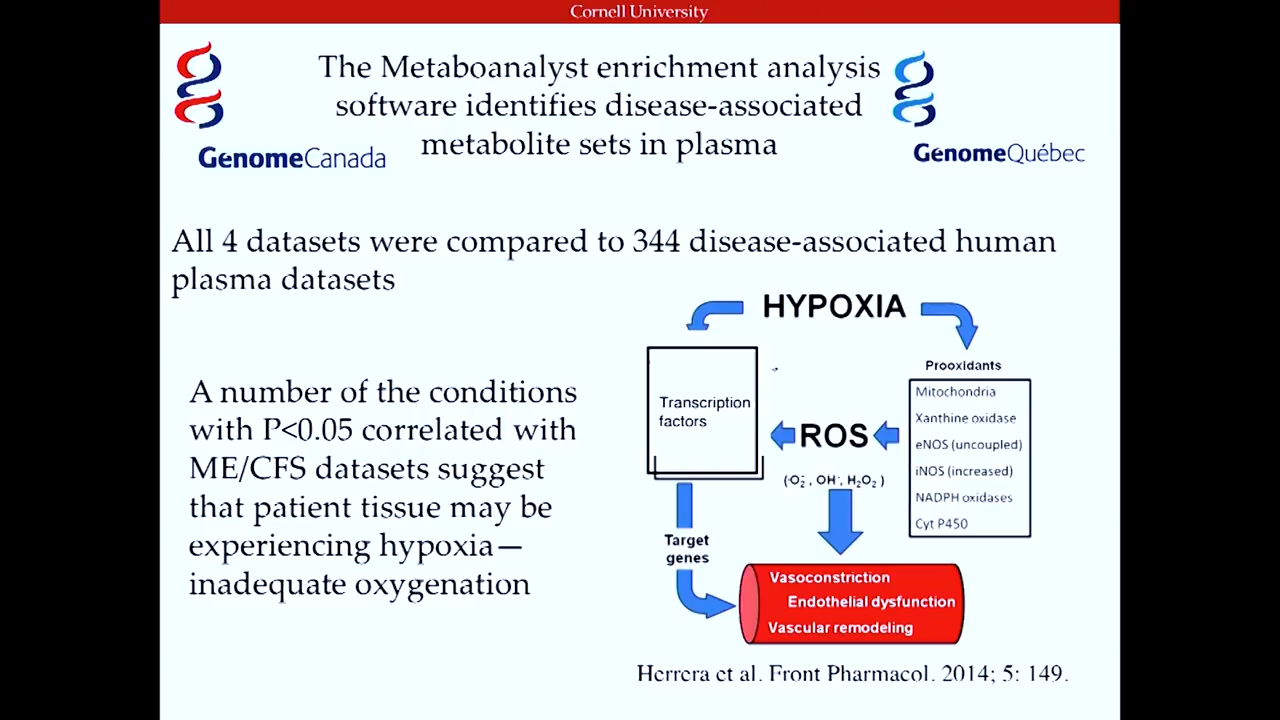 Cornell University
The Metaboanalyst enrichment analysis
software identifies disease-associated
metabolite sets in plasma
GenomeCanada
GenomeQuébec
All 4 datasets were compared to 344 disease-associated human
plasma datasets
A number of the conditions
with P<0.05 correlated with
ME/CFS datasets suggest
that patient tissue may be
experiencing hypoxia—
inadequate oxygenation
HYPOXIA
Prooxidants
Mitochondria
Xanthine oxidase
eNOS (uncoupled)
iNOS (increased)
NADPH oxidases
Cyt P450
Transcription
factors
ROS
(·O₂⁻, OH·, H₂O₂)
Target
genes
Vasoconstriction
Endothelial dysfunction
Vascular remodeling
Herrera et al. Front Pharmacol. 2014; 5: 149.